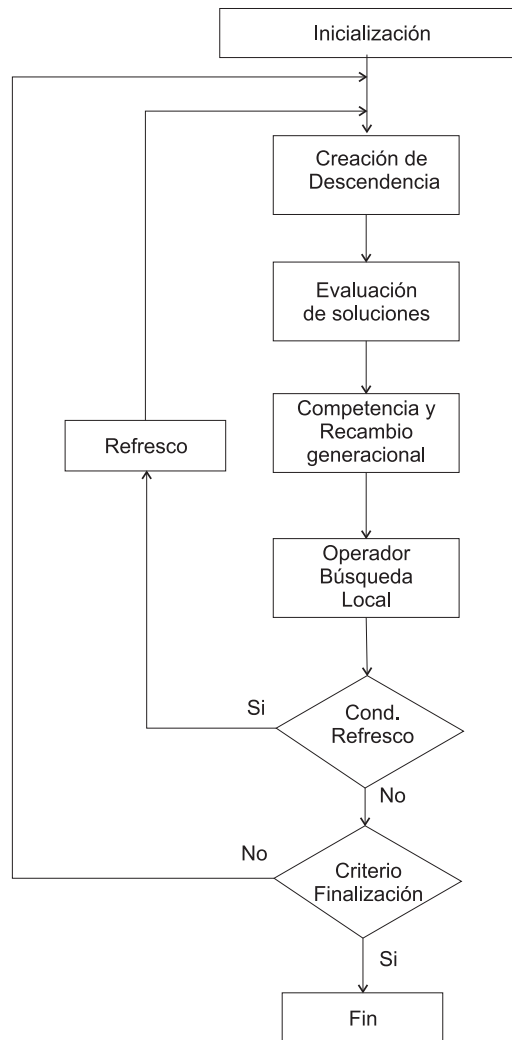 Inicialización
Creación de
Descendencia
Evaluación
de soluciones
Competencia y
Recambio
generacional
Refresco
Operador
Búsqueda
Local
Si
Cond.
Refresco
No
No
Criterio
Finalización
Si
Fin